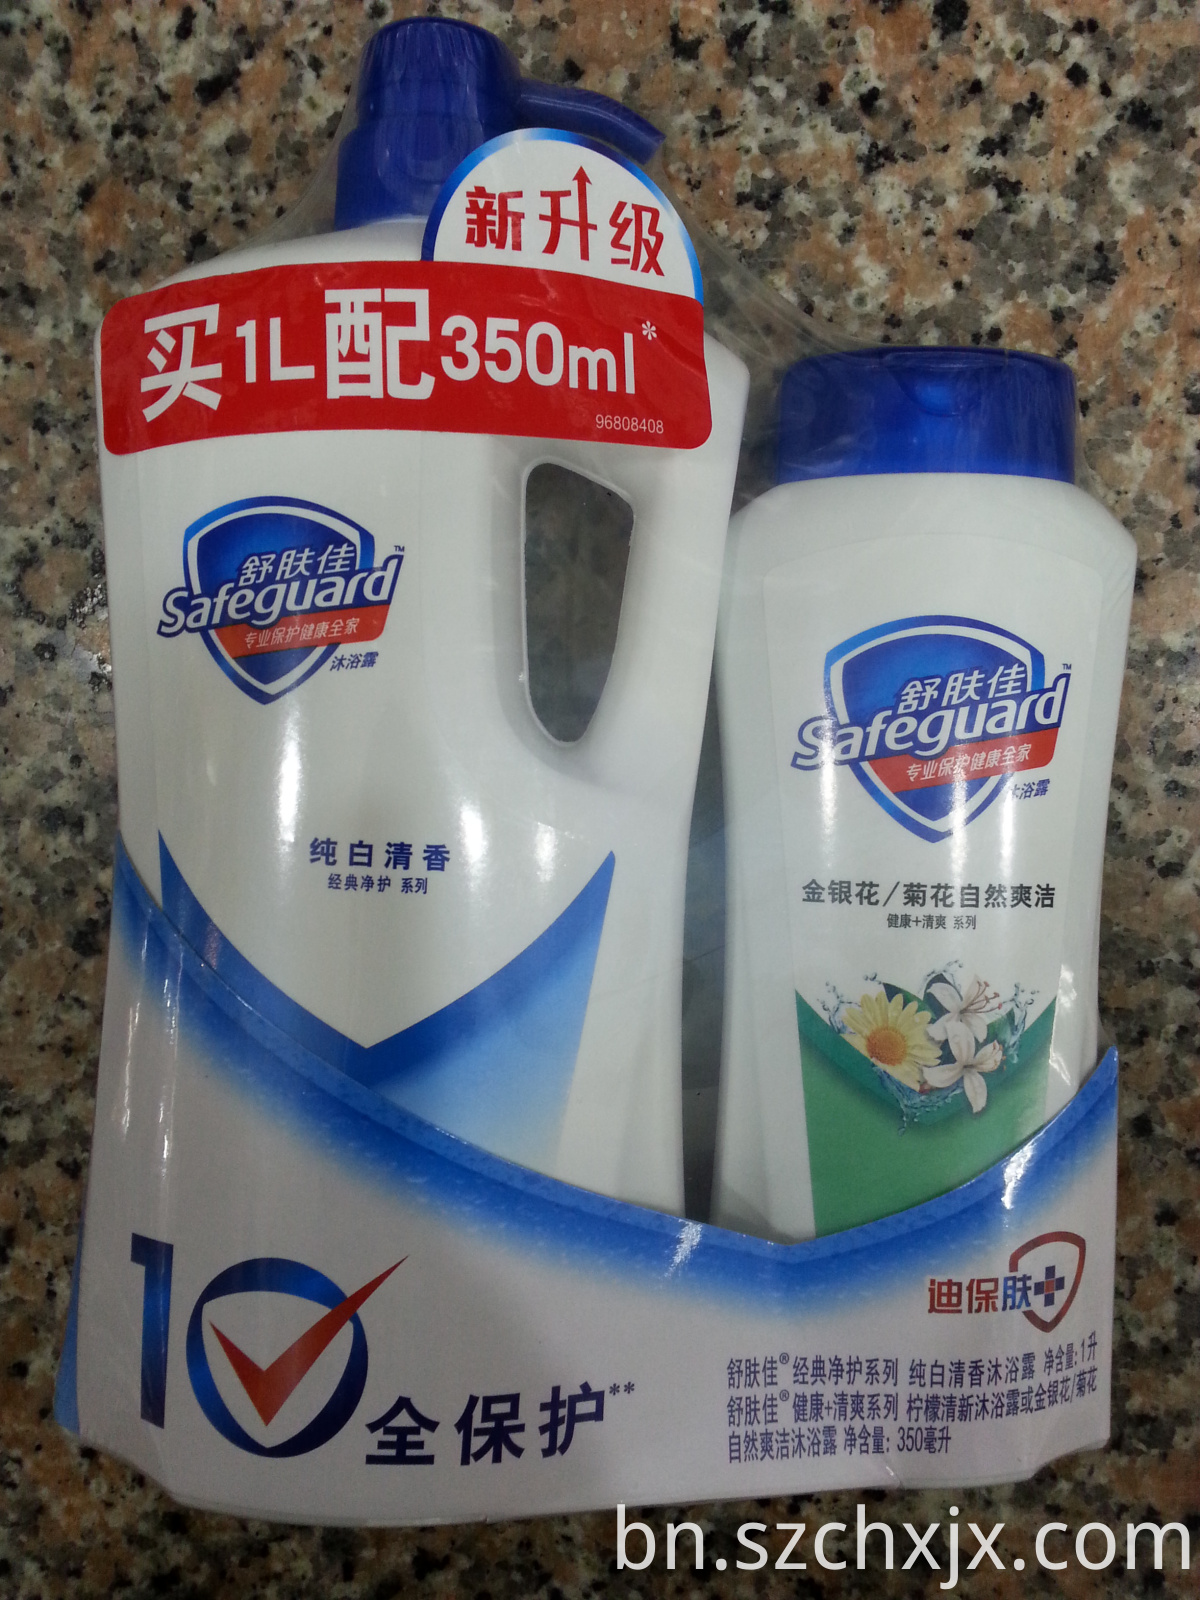 新升级
买1L配350ml*
96808408
舒肤佳™
Safeguard
专业保护健康全家
沐浴露
纯白清香
经典净护 系列
舒肤佳™
Safeguard
专业保护健康全家
沐浴露
金银花/菊花自然爽洁
健康+清爽 系列
10全保护**
迪保肤+
舒肤佳®经典净护系列 纯白清香沐浴露 净含量:1升
舒肤佳®健康+清爽系列 柠檬清新沐浴露或金银花/菊花
自然爽洁沐浴露 净含量: 350毫升
bn.szchxjx.com